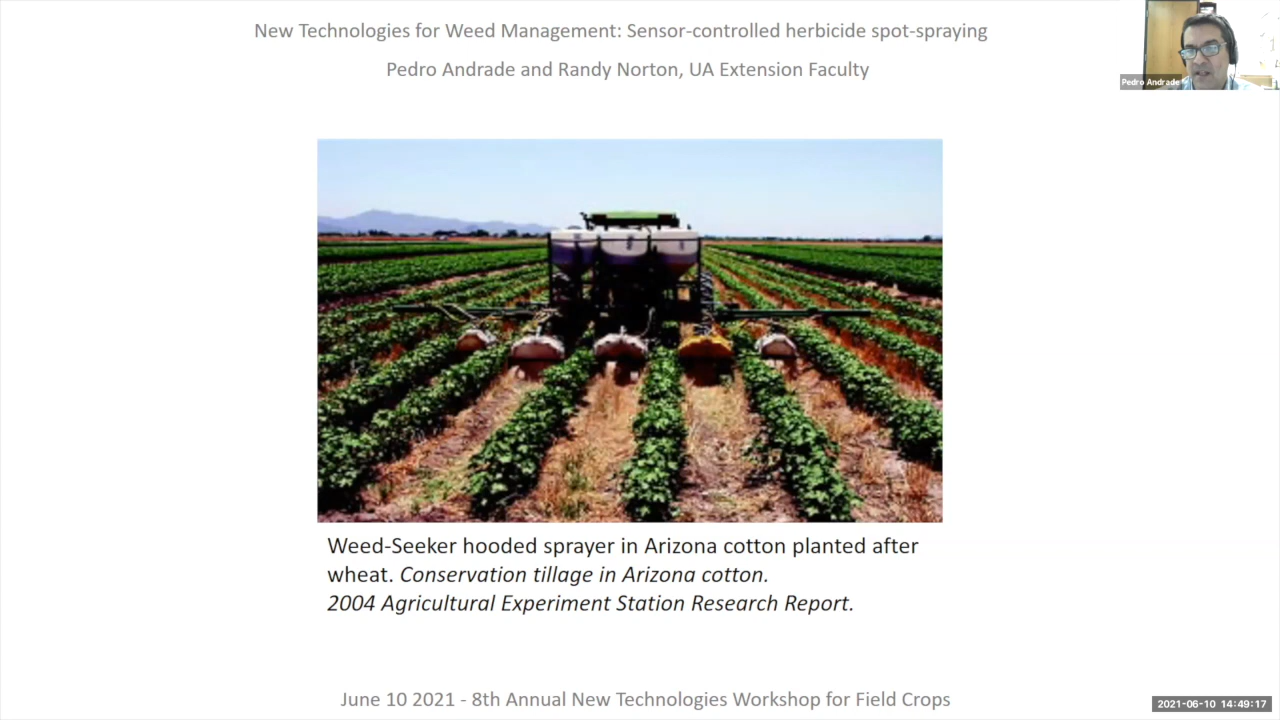 New Technologies for Weed Management: Sensor-controlled herbicide spot-spraying
Pedro Andrade and Randy Norton, UA Extension Faculty
Pedro Andrade
Weed-Seeker hooded sprayer in Arizona cotton planted after
wheat. Conservation tillage in Arizona cotton.
2004 Agricultural Experiment Station Research Report.
June 10 2021 - 8th Annual New Technologies Workshop for Field Crops
2021-06-10 14:49:17